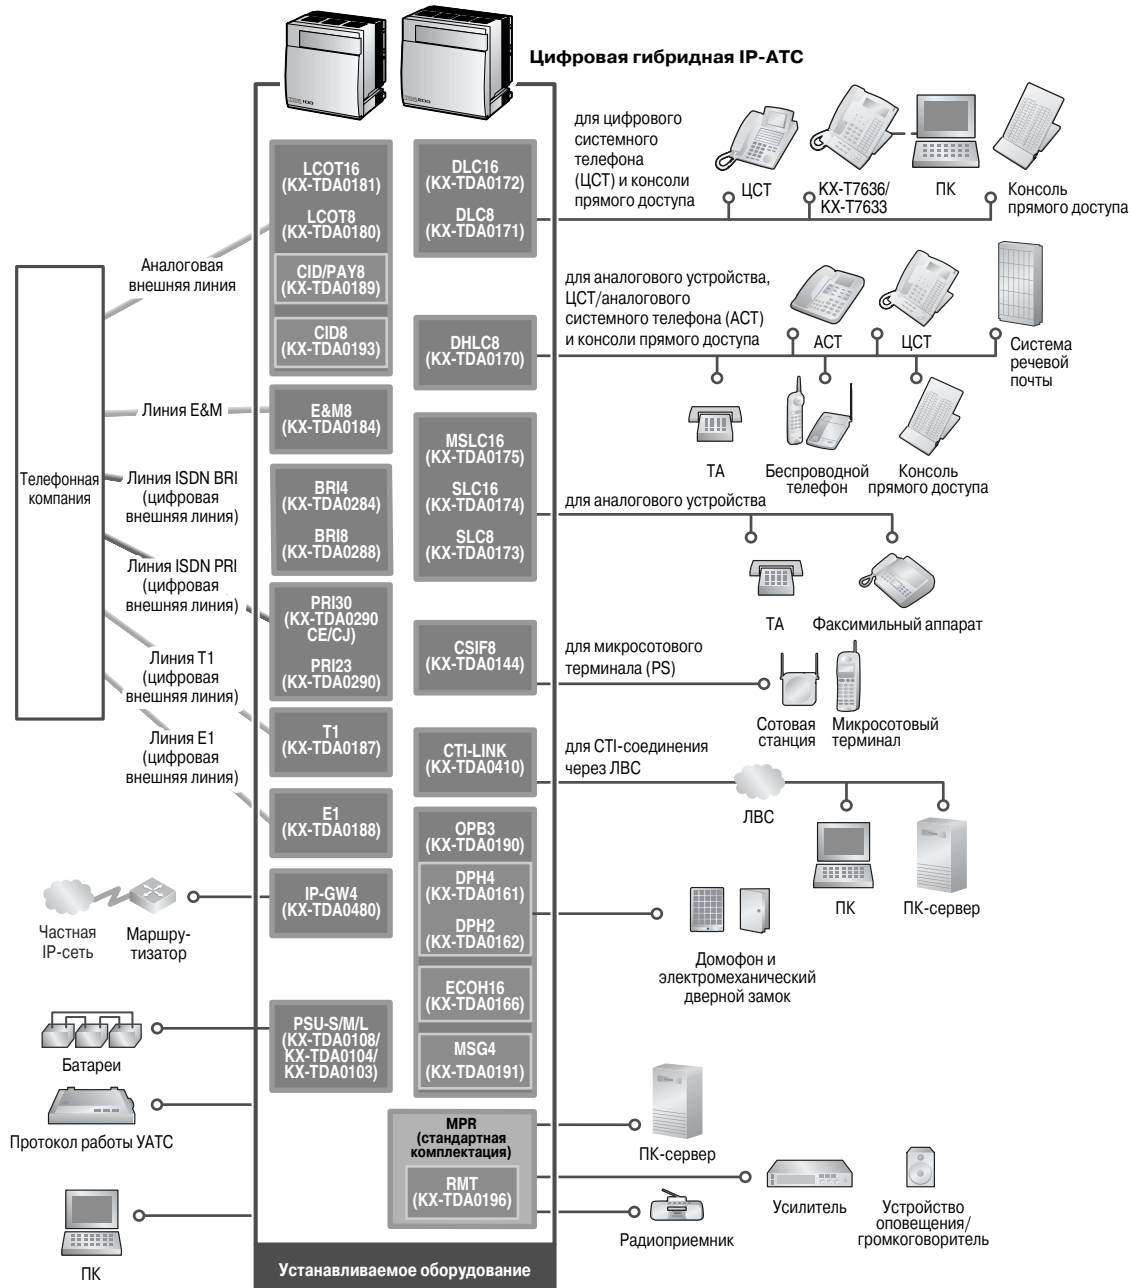 Цифровая гибридная IP-АТС
LCOT16
(KX-TDA0181)
LCOT8
(KX-TDA0180)
CID/PAY8
(KX-TDA0189)
CID8
(KX-TDA0193)
E&M8
(KX-TDA0184)
BRI4
(KX-TDA0284)
BRI8
(KX-TDA0288)
PRI30
(KX-TDA0290
CE/CJ)
PRI23
(KX-TDA0290)
T1
(KX-TDA0187)
E1
(KX-TDA0188)
IP-GW4
(KX-TDA0480)
PSU-S/M/L
(KX-TDA0108/
KX-TDA0104/
KX-TDA0103)
DLC16
(KX-TDA0172)
DLC8
(KX-TDA0171)
DHLC8
(KX-TDA0170)
MSLC16
(KX-TDA0175)
SLC16
(KX-TDA0174)
SLC8
(KX-TDA0173)
CSIF8
(KX-TDA0144)
CTI-LINK
(KX-TDA0410)
OPB3
(KX-TDA0190)
DPH4
(KX-TDA0161)
DPH2
(KX-TDA0162)
ECOH16
(KX-TDA0166)
MSG4
(KX-TDA0191)
MPR
(стандартная
комплектация)
RMT
(KX-TDA0196)
Устанавливаемое оборудование
Телефонная
компания
Аналоговая
внешняя линия
Линия E&M
Линия ISDN BRI
(цифровая
внешняя линия)
Линия ISDN PRI
(цифровая
внешняя линия)
Линия T1
(цифровая
внешняя линия)
Линия E1
(цифровая
внешняя линия)
Частная
IP-сеть
Маршру-
тизатор
Батареи
Протокол работы УАТС
ПК
для цифрового
системного
телефона
(ЦСТ) и консоли
прямого доступа
ЦСТ
KX-T7636/
KX-T7633
ПК
Консоль
прямого доступа
для аналогового устройства,
ЦСТ/аналогового
системного телефона (АСТ)
и консоли прямого доступа
АСТ
ЦСТ
Система
речевой
почты
ТА
Беспроводной
телефон
Консоль
прямого доступа
для аналогового устройства
ТА
Факсимильный аппарат
для микросотового
терминала (PS)
Сотовая
станция
Микросотовый
терминал
для CTI-соединения
через ЛВС
ЛВС
ПК
ПК-сервер
Домофон и
электромеханический
дверной замок
ПК-сервер
Усилитель
Устройство
оповещения/
громкоговоритель
Радиоприемник